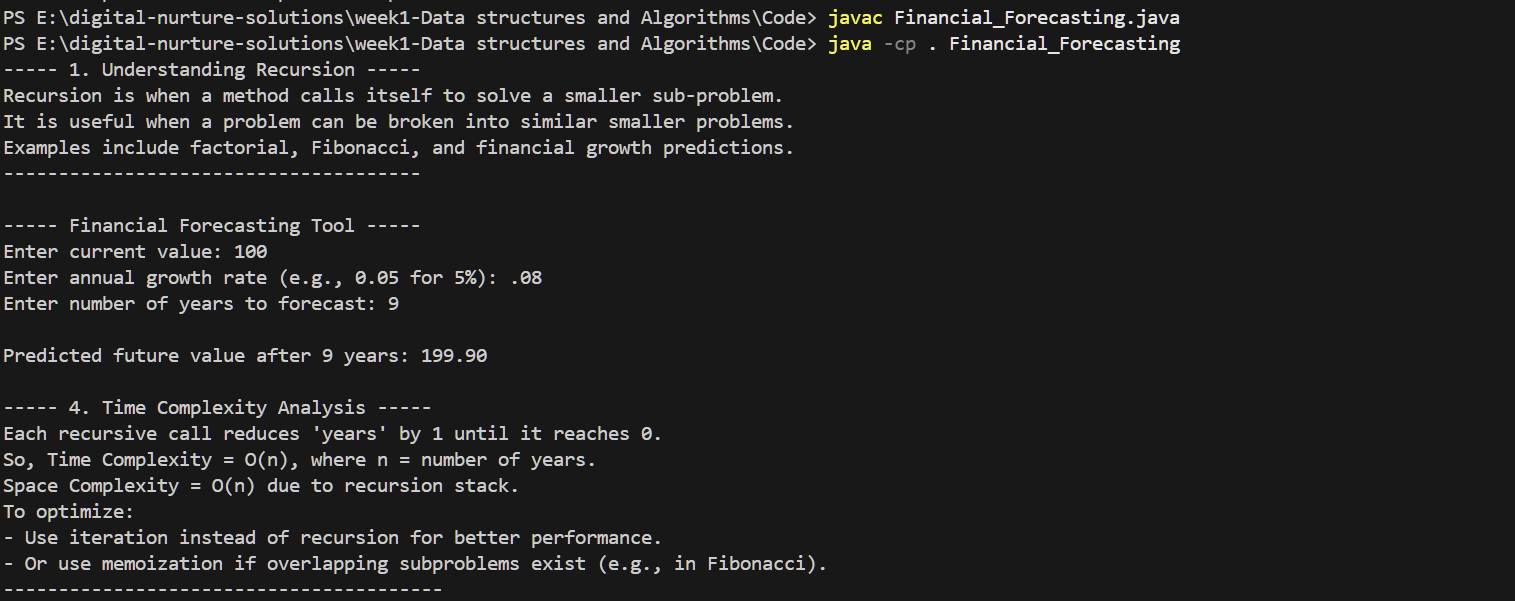 PS E:\digital-nurture-solutions\week1-Data structures and Algorithms\Code> javac Financial_Forecasting.java
PS E:\digital-nurture-solutions\week1-Data structures and Algorithms\Code> java -cp . Financial_Forecasting
----- 1. Understanding Recursion -----
Recursion is when a method calls itself to solve a smaller sub-problem.
It is useful when a problem can be broken into similar smaller problems.
Examples include factorial, Fibonacci, and financial growth predictions.
--------------------------------------
----- Financial Forecasting Tool -----
Enter current value: 100
Enter annual growth rate (e.g., 0.05 for 5%): .08
Enter number of years to forecast: 9
Predicted future value after 9 years: 199.90
----- 4. Time Complexity Analysis -----
Each recursive call reduces 'years' by 1 until it reaches 0.
So, Time Complexity = O(n), where n = number of years.
Space Complexity = O(n) due to recursion stack.
To optimize:
- Use iteration instead of recursion for better performance.
- Or use memoization if overlapping subproblems exist (e.g., in Fibonacci).
----------------------------------------